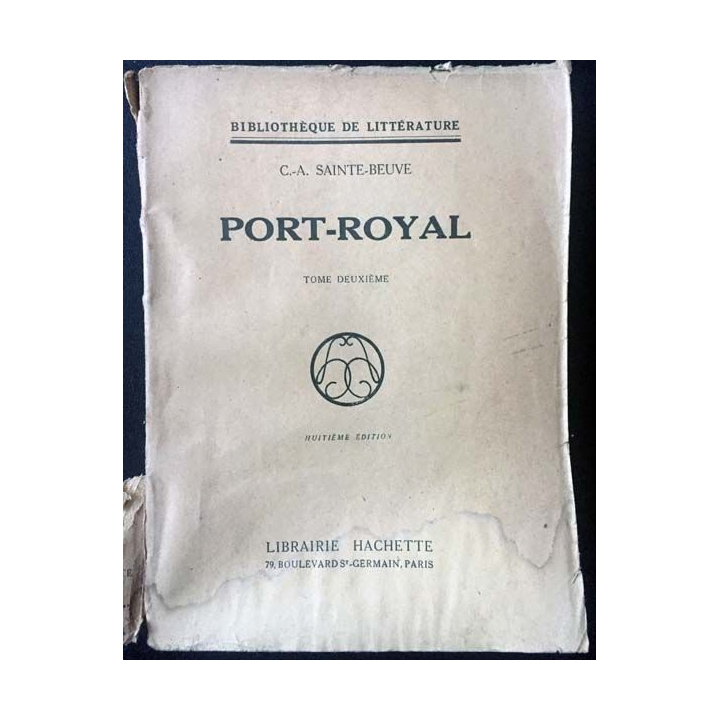 BIBLIOTHÈQUE DE LITTÉRATURE
C.-A. SAINTE-BEUVE
PORT-ROYAL
TOME DEUXIÈME
HUITIÈME ÉDITION
LIBRAIRIE HACHETTE
79, BOULEVARD Sᵀ-GERMAIN, PARIS